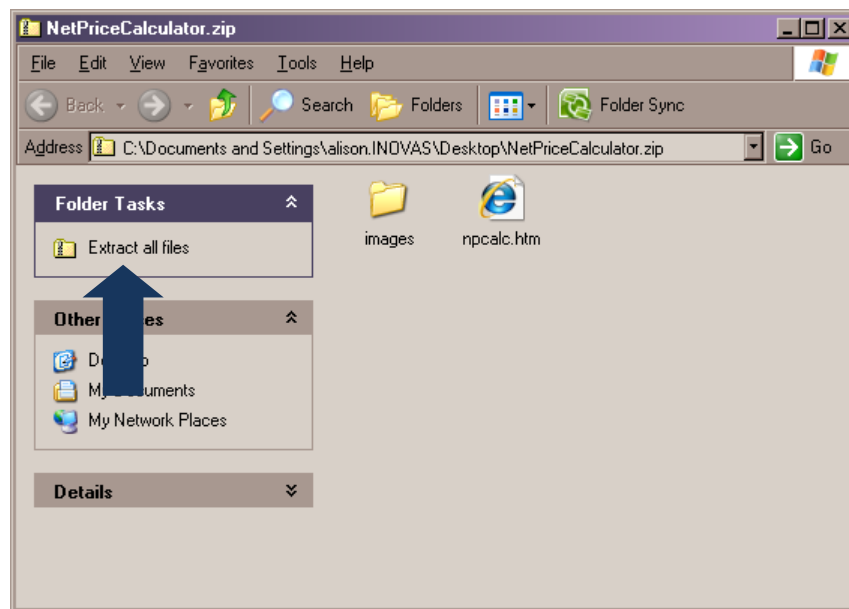 NetPriceCalculator.zip
File Edit View Favorites Tools Help
Back Search Folders Folder Sync
Address C:\Documents and Settings\alison.INOVAS\Desktop\NetPriceCalculator.zip Go
Folder Tasks
Extract all files
images npcalc.htm
Other
My
My Network Places
Details